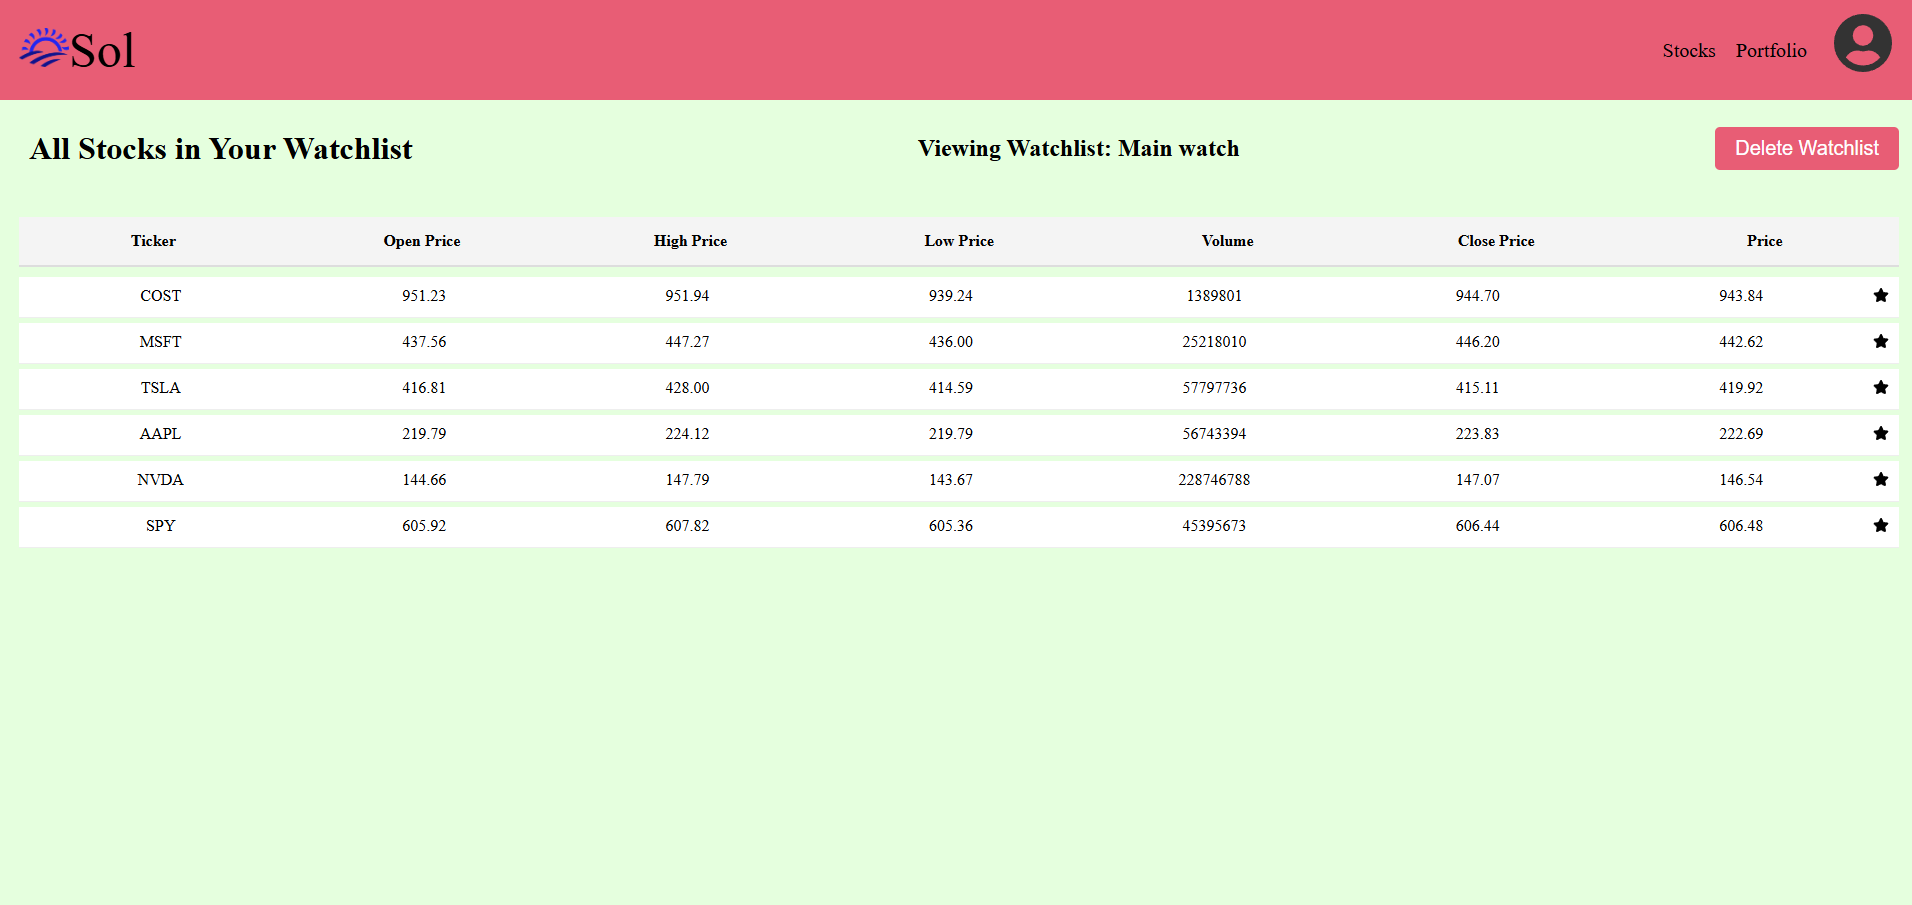 Sol
Stocks Portfolio
All Stocks in Your Watchlist
Viewing Watchlist: Main watch
Delete Watchlist
Ticker Open Price High Price Low Price Volume Close Price Price
COST 951.23 951.94 939.24 1389801 944.70 943.84
MSFT 437.56 447.27 436.00 25218010 446.20 442.62
TSLA 416.81 428.00 414.59 57797736 415.11 419.92
AAPL 219.79 224.12 219.79 56743394 223.83 222.69
NVDA 144.66 147.79 143.67 228746788 147.07 146.54
SPY 605.92 607.82 605.36 45395673 606.44 606.48